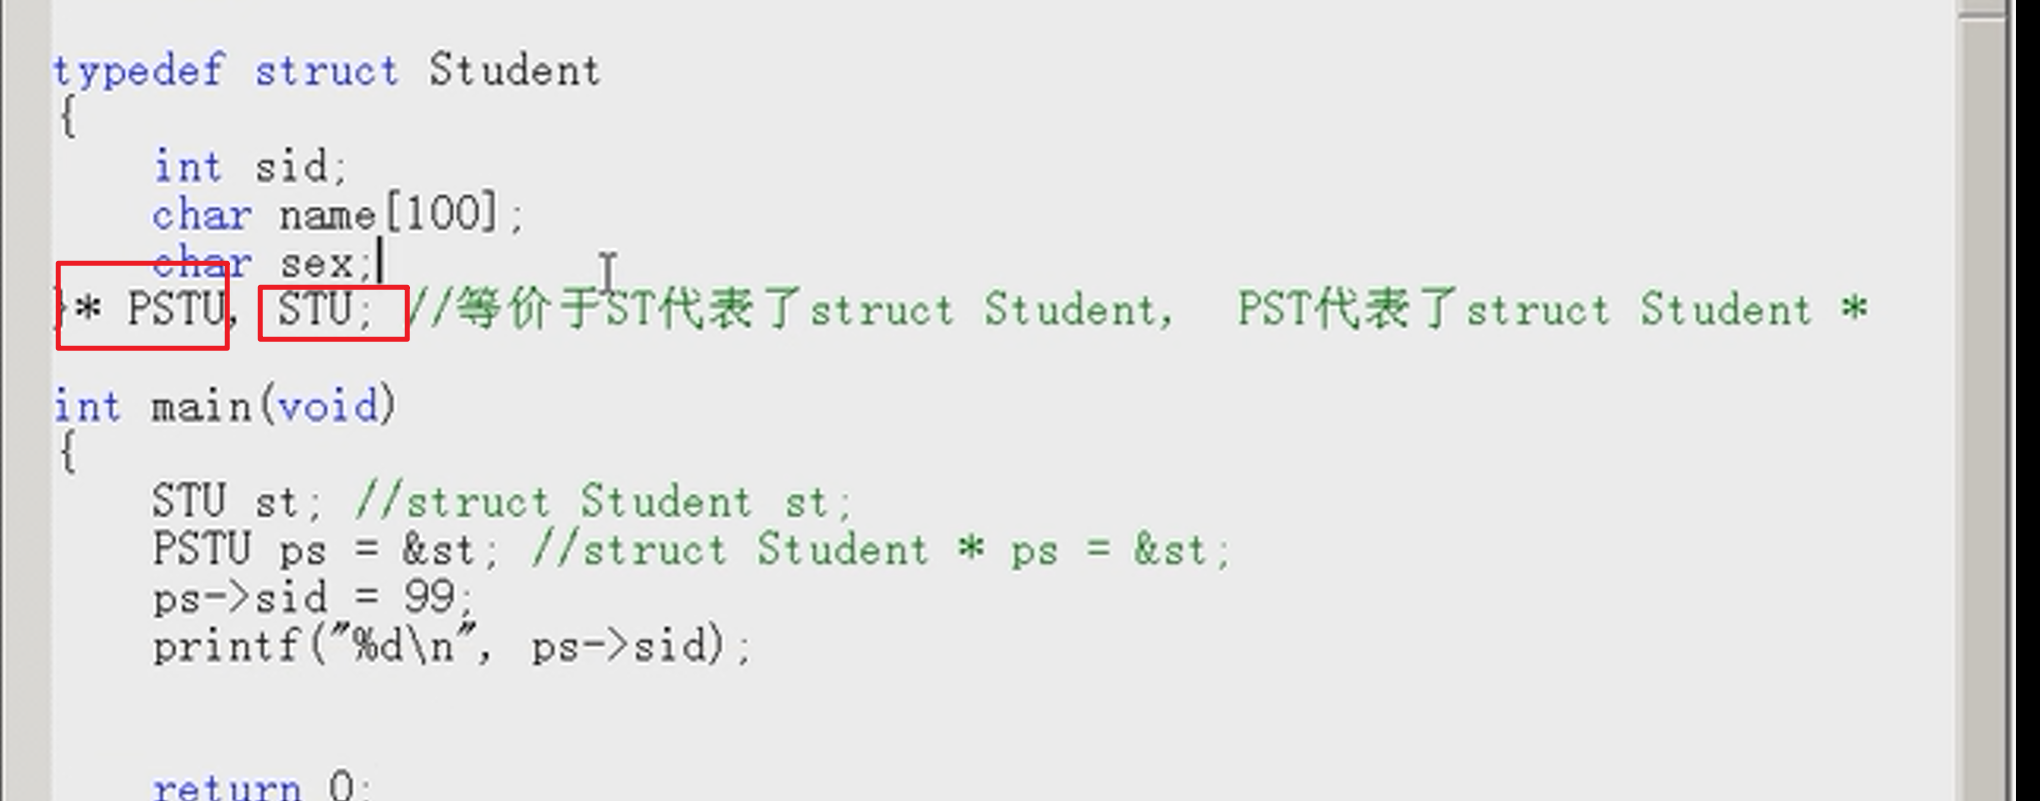 typedef struct Student
{
    int sid;
    char name[100];
    char sex;
}* PSTU, STU; //等价于ST代表了struct Student, PST代表了struct Student *
int main(void)
{
    STU st; //struct Student st;
    PSTU ps = &st; //struct Student * ps = &st;
    ps->sid = 99;
    printf("%d\n", ps->sid);
    return 0;